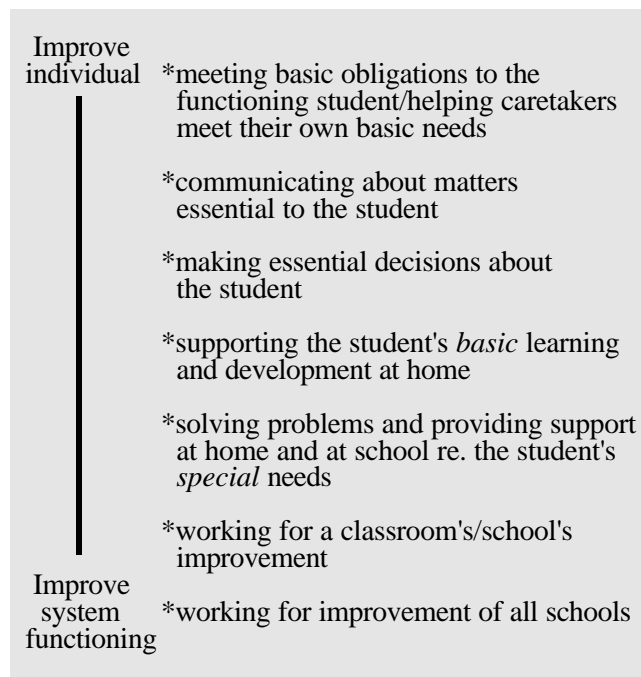 Improve
individual
*meeting basic obligations to the
functioning student/helping caretakers
meet their own basic needs
*communicating about matters
essential to the student
*making essential decisions about
the student
*supporting the student's basic learning
and development at home
*solving problems and providing support
at home and at school re. the student's
special needs
*working for a classroom's/school's
improvement
Improve
system
functioning
*working for improvement of all schools